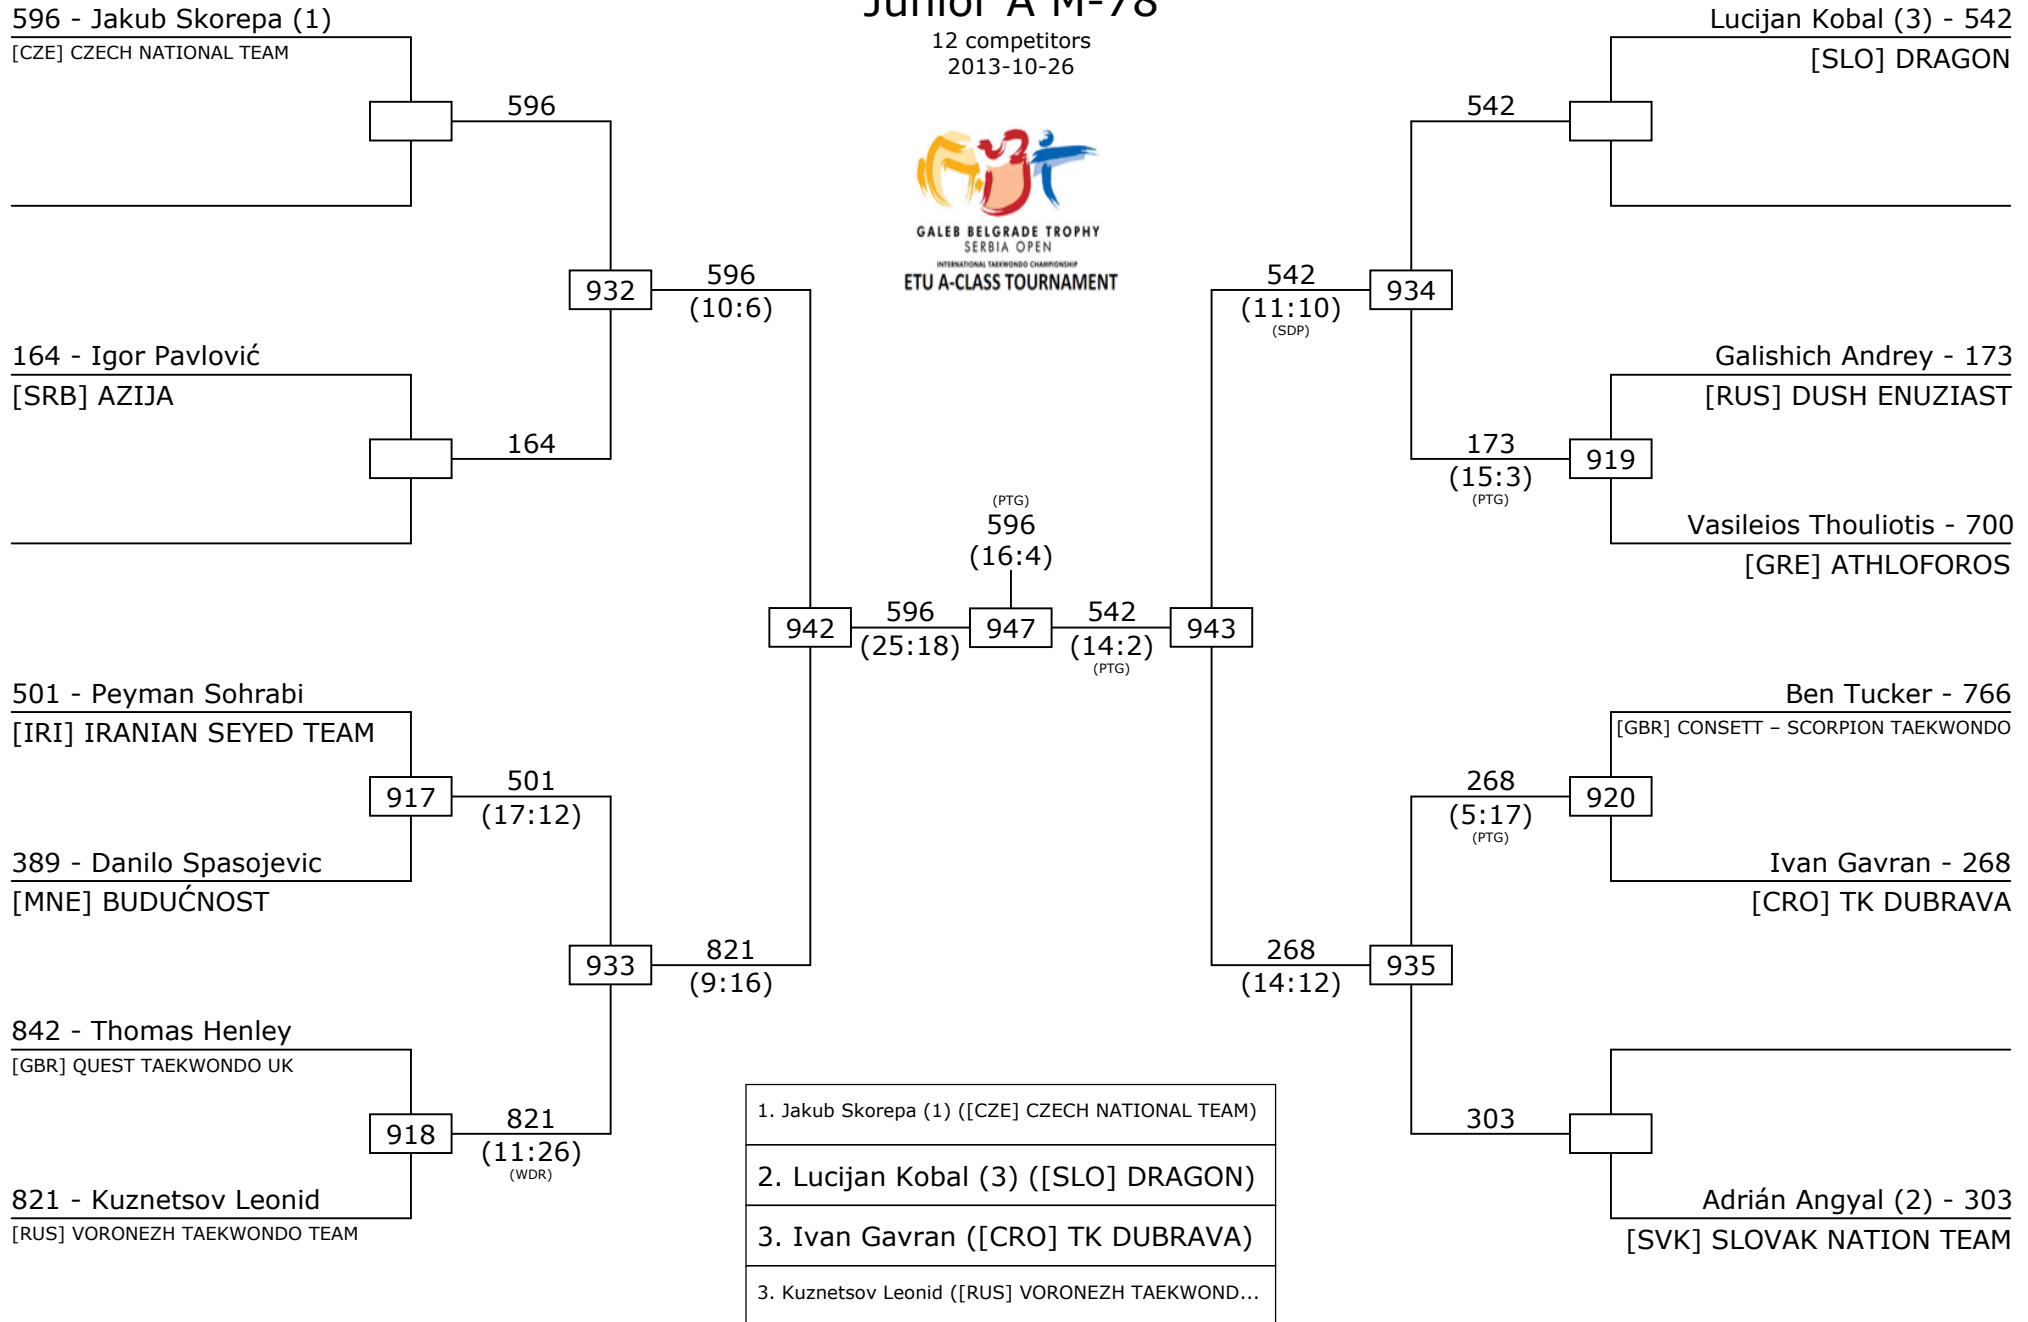 Junior A M-78
12 competitors
2013-10-26
GALEB BELGRADE TROPHY
SERBIA OPEN
INTERNATIONAL TAEKWONDO CHAMPIONSHIP
ETU A-CLASS TOURNAMENT
596 - Jakub Skorepa (1)
[CZE] CZECH NATIONAL TEAM
596
932
596
(10:6)
164 - Igor Pavlović
[SRB] AZIJA
164
501 - Peyman Sohrabi
[IRI] IRANIAN SEYED TEAM
917
501
(17:12)
389 - Danilo Spasojevic
[MNE] BUDUĆNOST
933
821
(9:16)
842 - Thomas Henley
[GBR] QUEST TAEKWONDO UK
918
821
(11:26)
(WDR)
821 - Kuznetsov Leonid
[RUS] VORONEZH TAEKWONDO TEAM
942
596
(25:18)
(PTG)
596
(16:4)
947
542
(14:2)
(PTG)
943
Lucijan Kobal (3) - 542
[SLO] DRAGON
542
542
(11:10)
(SDP)
934
Galishich Andrey - 173
[RUS] DUSH ENUZIAST
173
(15:3)
(PTG)
919
Vasileios Thouliotis - 700
[GRE] ATHLOFOROS
Ben Tucker - 766
[GBR] CONSETT – SCORPION TAEKWONDO
268
(5:17)
(PTG)
920
Ivan Gavran - 268
[CRO] TK DUBRAVA
268
(14:12)
935
303
Adrián Angyal (2) - 303
[SVK] SLOVAK NATION TEAM
1. Jakub Skorepa (1) ([CZE] CZECH NATIONAL TEAM)
2. Lucijan Kobal (3) ([SLO] DRAGON)
3. Ivan Gavran ([CRO] TK DUBRAVA)
3. Kuznetsov Leonid ([RUS] VORONEZH TAEKWOND...